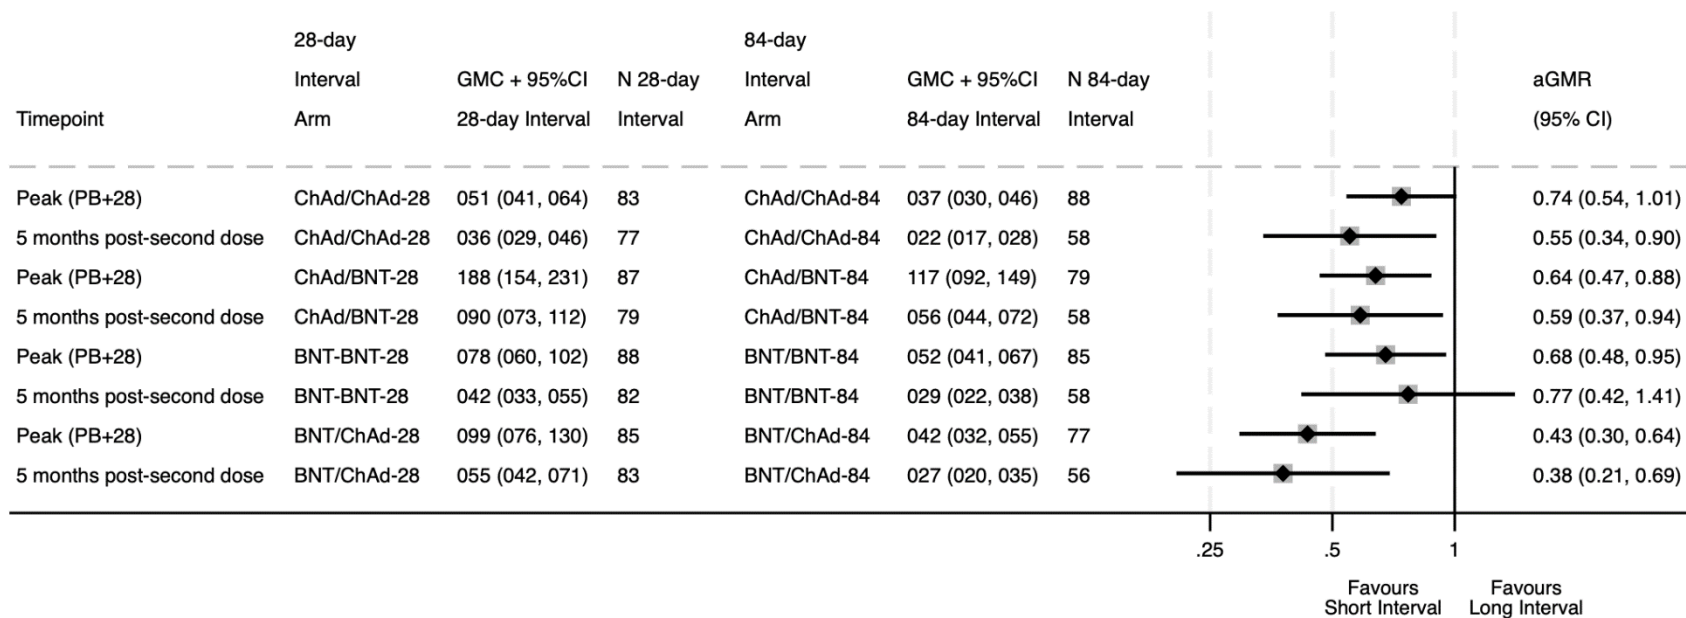 28-day 84-day
Interval GMC + 95%CI N 28-day Interval GMC + 95%CI N 84-day aGMR
Timepoint Arm 28-day Interval Interval Arm 84-day Interval Interval (95% CI)
Peak (PB+28) ChAd/ChAd-28 051 (041, 064) 83 ChAd/ChAd-84 037 (030, 046) 88 0.74 (0.54, 1.01)
5 months post-second dose ChAd/ChAd-28 036 (029, 046) 77 ChAd/ChAd-84 022 (017, 028) 58 0.55 (0.34, 0.90)
Peak (PB+28) ChAd/BNT-28 188 (154, 231) 87 ChAd/BNT-84 117 (092, 149) 79 0.64 (0.47, 0.88)
5 months post-second dose ChAd/BNT-28 090 (073, 112) 79 ChAd/BNT-84 056 (044, 072) 58 0.59 (0.37, 0.94)
Peak (PB+28) BNT-BNT-28 078 (060, 102) 88 BNT/BNT-84 052 (041, 067) 85 0.68 (0.48, 0.95)
5 months post-second dose BNT-BNT-28 042 (033, 055) 82 BNT/BNT-84 029 (022, 038) 58 0.77 (0.42, 1.41)
Peak (PB+28) BNT/ChAd-28 099 (076, 130) 85 BNT/ChAd-84 042 (032, 055) 77 0.43 (0.30, 0.64)
5 months post-second dose BNT/ChAd-28 055 (042, 071) 83 BNT/ChAd-84 027 (020, 035) 56 0.38 (0.21, 0.69)
.25 .5 1
Favours Favours
Short Interval Long Interval